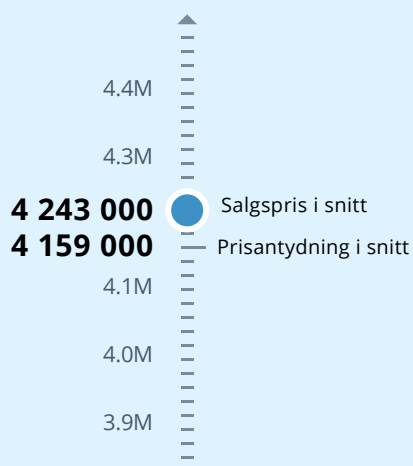 4.4M
4.3M
4 243 000 Salgspris i snitt
4 159 000 Prisantydning i snitt
4.1M
4.0M
3.9M